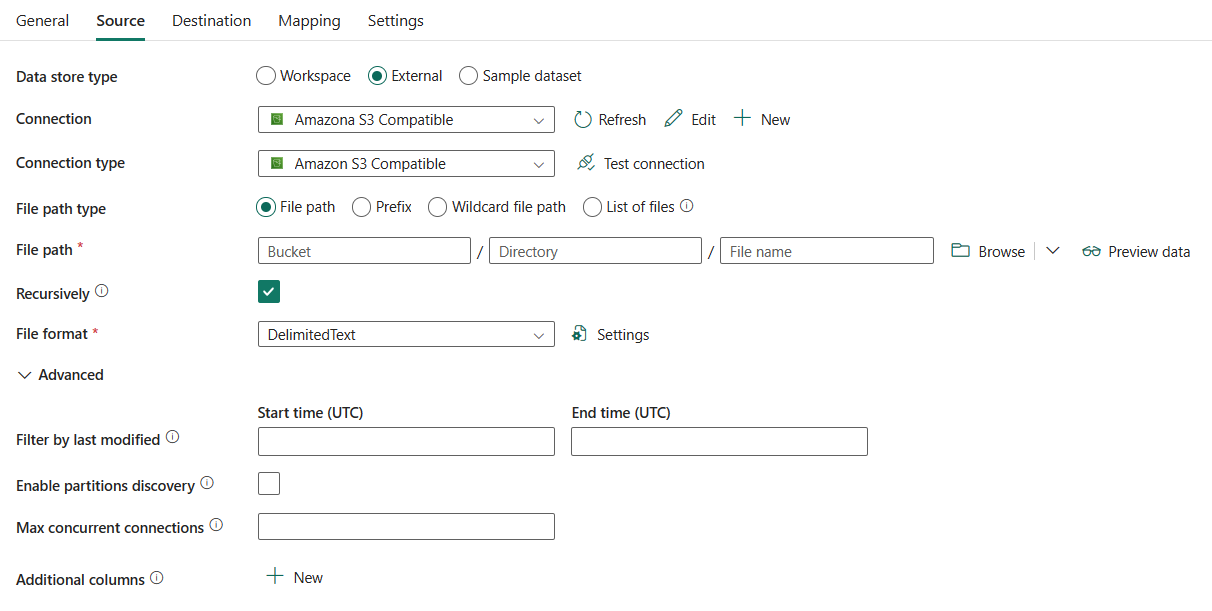 General Source Destination Mapping Settings
Data store type Workspace External Sample dataset
Connection Amazona S3 Compatible Refresh Edit New
Connection type Amazon S3 Compatible Test connection
File path type File path Prefix Wildcard file path List of files
File path * Bucket / Directory / File name Browse Preview data
Recursively
File format * DelimitedText Settings
Advanced
Start time (UTC) End time (UTC)
Filter by last modified
Enable partitions discovery
Max concurrent connections
Additional columns New